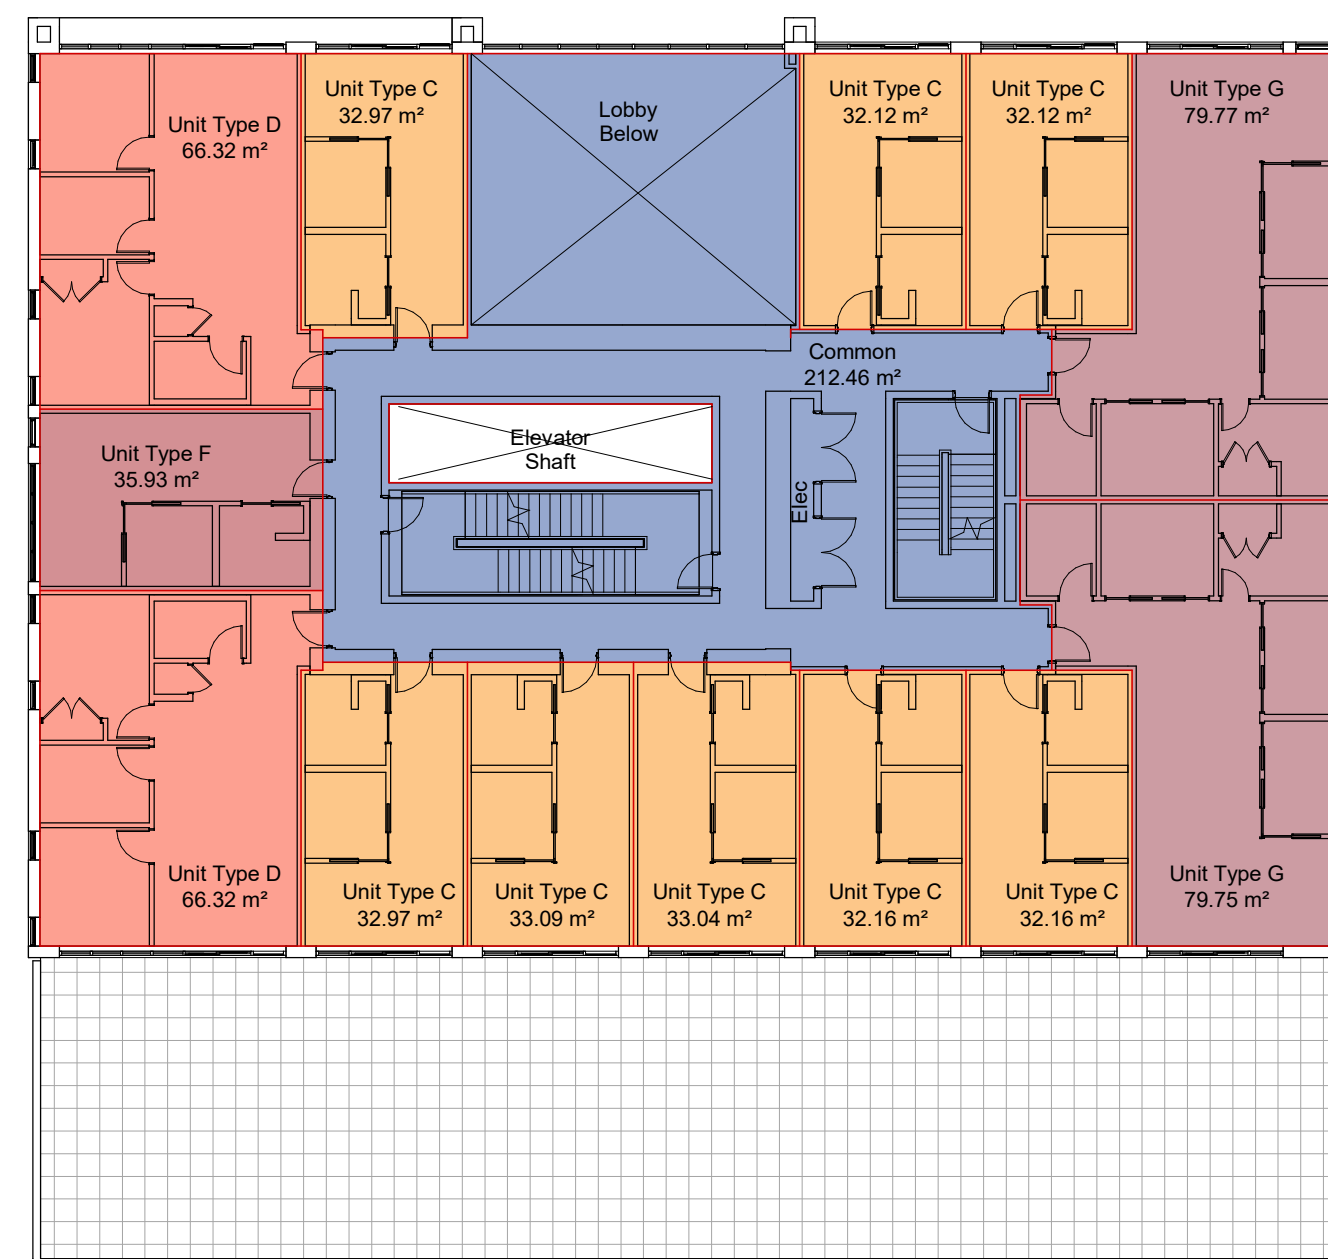 Unit Type D
66.32 m²
Unit Type C
32.97 m²
Lobby
Below
Unit Type C
32.12 m²
Unit Type C
32.12 m²
Unit Type G
79.77 m²
Common
212.46 m²
Unit Type F
35.93 m²
Elevator
Shaft
Elec
Unit Type D
66.32 m²
Unit Type C
32.97 m²
Unit Type C
33.09 m²
Unit Type C
33.04 m²
Unit Type C
32.16 m²
Unit Type C
32.16 m²
Unit Type G
79.75 m²